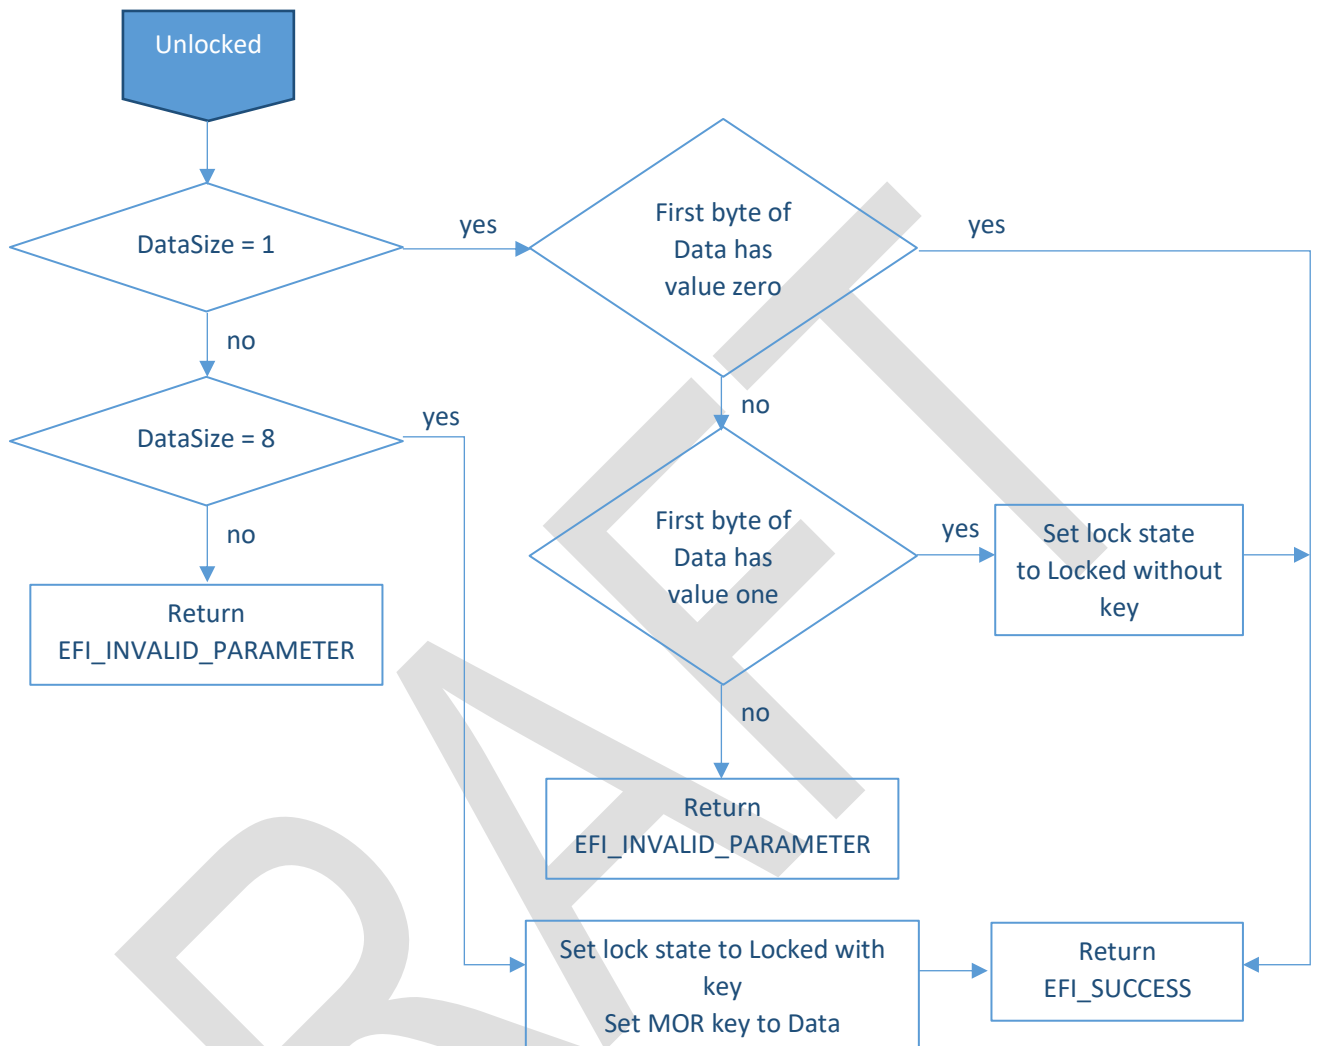 Unlocked
DataSize = 1
yes
First byte of
Data has
value zero
yes
no
DataSize = 8
yes
no
no
First byte of
Data has
value one
yes
Set lock state
to Locked without
key
Return
EFI_INVALID_PARAMETER
no
Return
EFI_INVALID_PARAMETER
Set lock state to Locked with
key
Set MOR key to Data
Return
EFI_SUCCESS
RAFT